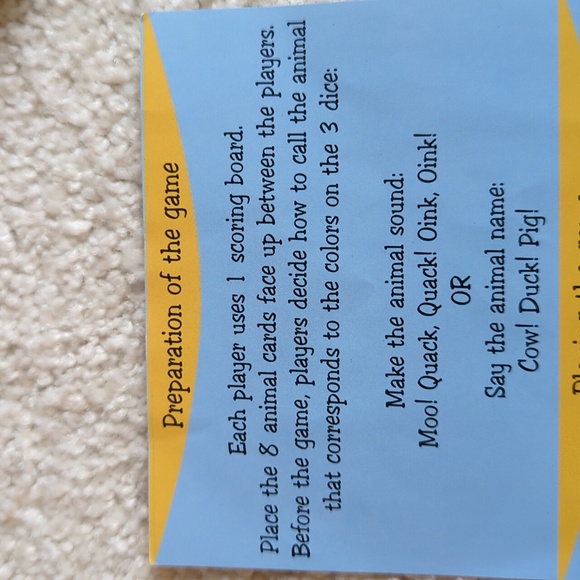 Preparation of the game
Each player uses 1 scoring board.
Place the 8 animal cards face up between the players.
Before the game, players decide how to call the animal
that corresponds to the colors on the 3 dice:
Make the animal sound:
Moo! Quack, Quack! Oink, Oink!
OR
Say the animal name:
Cow! Duck! Pig!